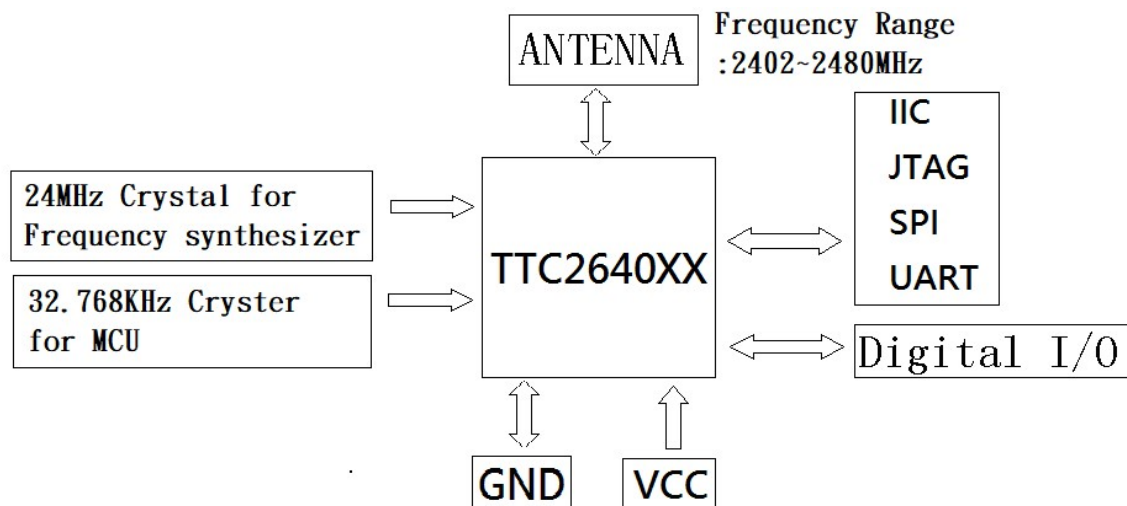 ANTENNA
Frequency Range
:2402~2480MHz
24MHz Crystal for
Frequency synthesizer
32.768KHz Cryster
for MCU
TTC2640XX
IIC
JTAG
SPI
UART
Digital I/O
GND
VCC